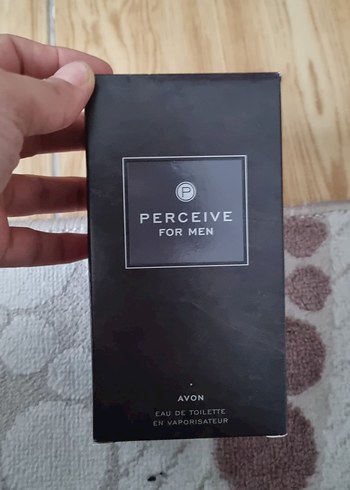 P
PERCEIVE
FOR MEN
AVON
EAU DE TOILETTE
EN VAPORISATEUR